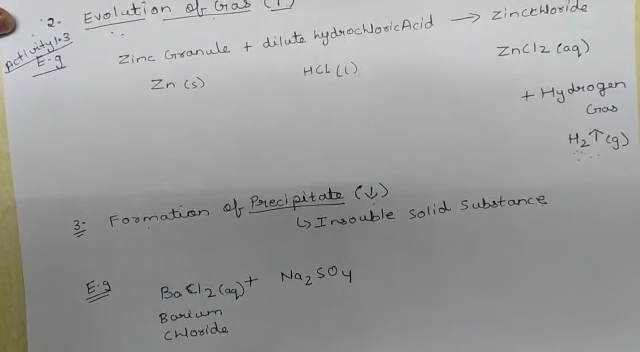 2. Evolution of Gas (↑)
Activity 1.3
E.g
Zinc Granule + dilute hydrochloric Acid → zinc chloride
Zn (s) HCl (l) ZnCl2 (aq)
+ Hydrogen
Gas
H2↑(g)
3. Formation of Precipitate (↓)
↳ Insouble solid substance
E.g BaCl2 (aq) + Na2SO4
Barium
Chloride